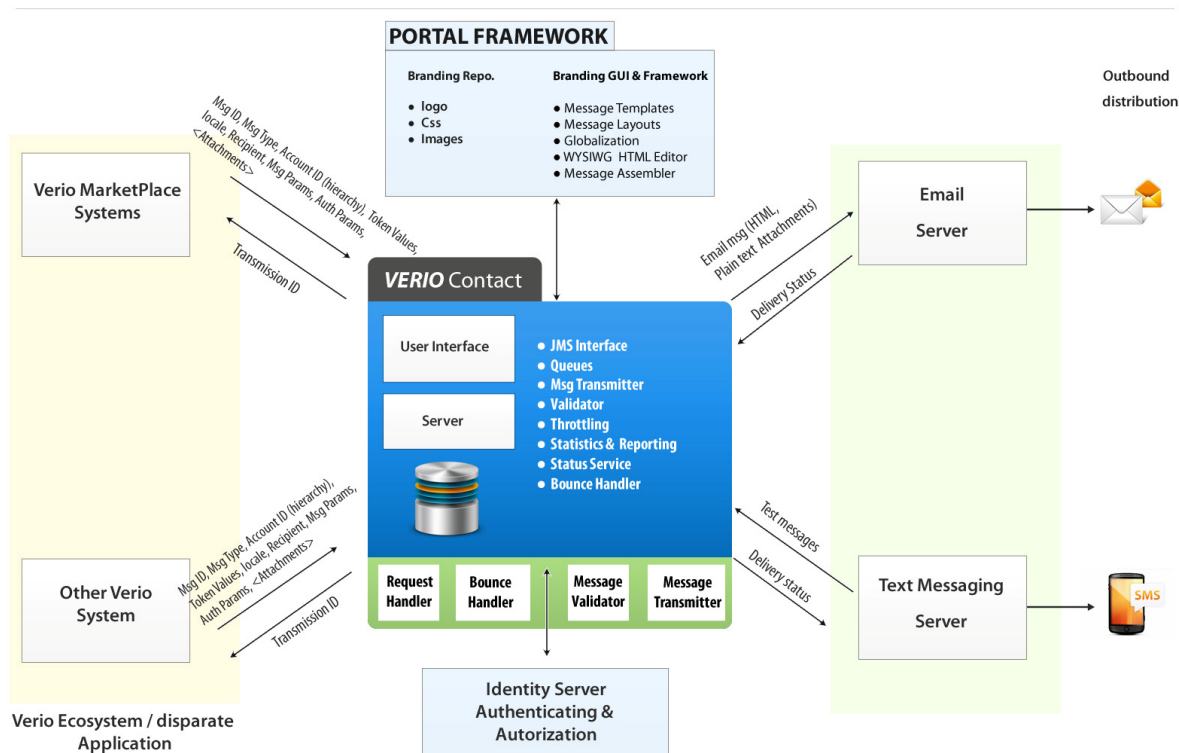 PORTAL FRAMEWORK
Branding Repo.
• logo
• Css
• Images
Branding GUI & Framework
• Message Templates
• Message Layouts
• Globalization
• WYSIWG HTML Editor
• Message Assembler
Outbound
distribution
Msg ID, Msg Type, Account ID (hierarchy), Token Values,
locale, Recipient, Msg Params, Auth Params,
<Attachments>
Transmission ID
Verio MarketPlace
Systems
Email msg (HTML,
Plain text Attachments)
Delivery Status
Email
Server
VERIO Contact
User Interface
Server
• JMS Interface
• Queues
• Msg Transmitter
• Validator
• Throttling
• Statistics & Reporting
• Status Service
• Bounce Handler
Msg ID, Msg Type, Account ID (hierarchy),
Token Values, locale, Recipient, Msg Params,
Auth Params, <Attachments>
Transmission ID
Other Verio
System
Test messages
Delivery status
Text Messaging
Server
SMS
Request
Handler
Bounce
Handler
Message
Validator
Message
Transmitter
Identity Server
Authenticating &
Autorization
Verio Ecosystem / disparate
Application